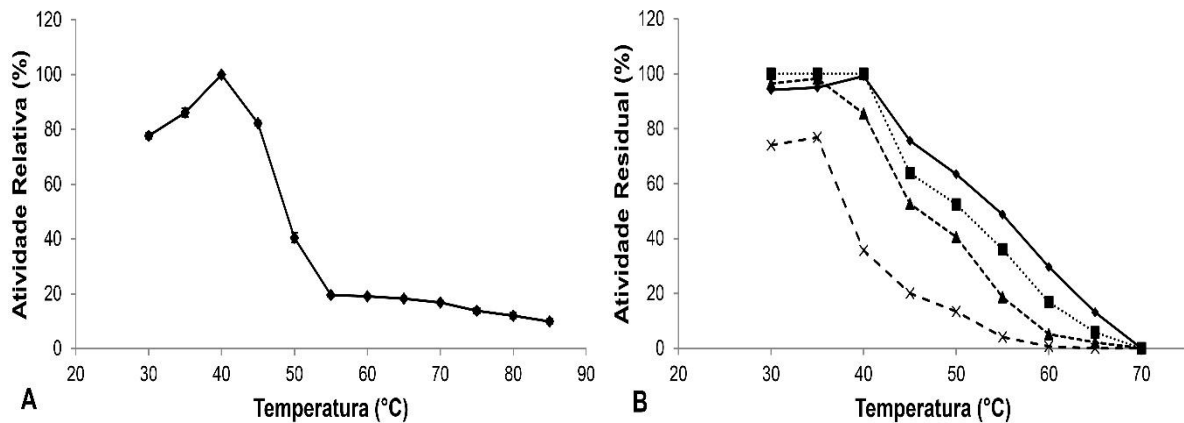 Atividade Relativa (%)
120
100
80
60
40
20
0
20 30 40 50 60 70 80 90
Temperatura (°C)
A
Atividade Residual (%)
120
100
80
60
40
20
0
20 30 40 50 60 70
Temperatura (°C)
B